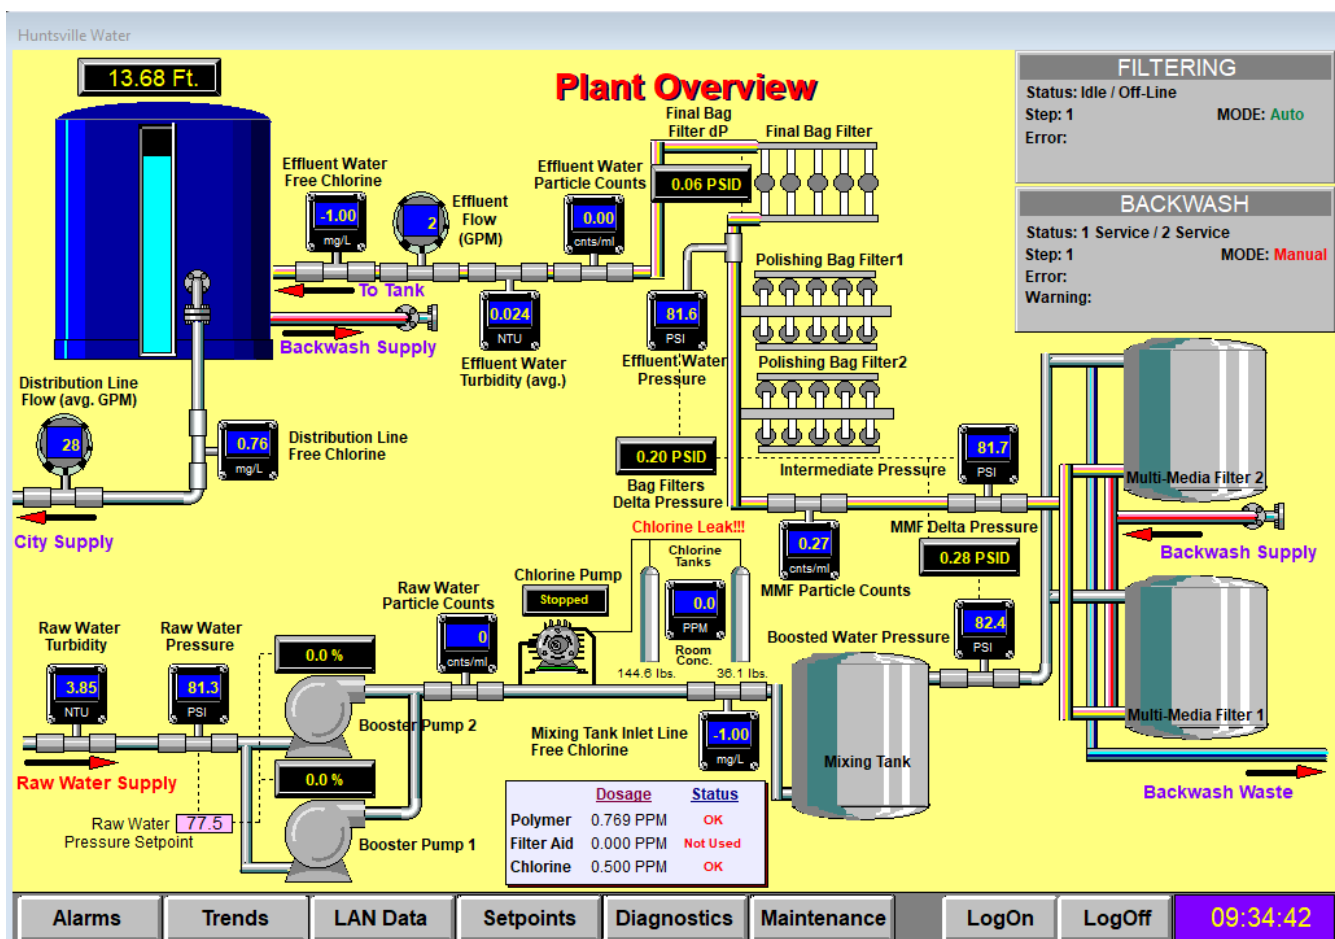 Huntsville Water
13.68 Ft.
Plant Overview
FILTERING
Status: Idle / Off-Line
Step: 1 MODE: Auto
Error:
BACKWASH
Status: 1 Service / 2 Service
Step: 1 MODE: Manual
Error:
Warning:
Final Bag
Filter dP
0.06 PSID
Final Bag Filter
Effluent Water
Free Chlorine
-1.00
mg/L
2
Effluent
Flow
(GPM)
Effluent Water
Particle Counts
0.00
cnts/ml
To Tank
Backwash Supply
0.024
NTU
Effluent Water
Turbidity (avg.)
81.6
PSI
Effluent Water
Pressure
Polishing Bag Filter1
Polishing Bag Filter2
Distribution Line
Flow (avg. GPM)
28
0.76
mg/L
Distribution Line
Free Chlorine
City Supply
0.20 PSID
Bag Filters
Delta Pressure
Intermediate Pressure
81.7
PSI
Multi-Media Filter 2
Backwash Supply
MMF Delta Pressure
0.28 PSID
0.27
cnts/ml
MMF Particle Counts
Chlorine Leak!!!
Chlorine
Tanks
0.0
PPM
Room
Conc.
144.6 lbs.
36.1 lbs.
Chlorine Pump
Stopped
Raw Water
Particle Counts
0
cnts/ml
Boosted Water Pressure
82.4
PSI
Raw Water
Turbidity
3.85
NTU
Raw Water
Pressure
81.3
PSI
0.0 %
Booster Pump 2
0.0 %
Booster Pump 1
Raw Water Supply
Raw Water
Pressure Setpoint
77.5
Mixing Tank Inlet Line
Free Chlorine
-1.00
mg/L
Mixing Tank
Multi-Media Filter 1
Backwash Waste
Dosage Status
Polymer 0.769 PPM OK
Filter Aid 0.000 PPM Not Used
Chlorine 0.500 PPM OK
Alarms Trends LAN Data Setpoints Diagnostics Maintenance LogOn LogOff 09:34:42